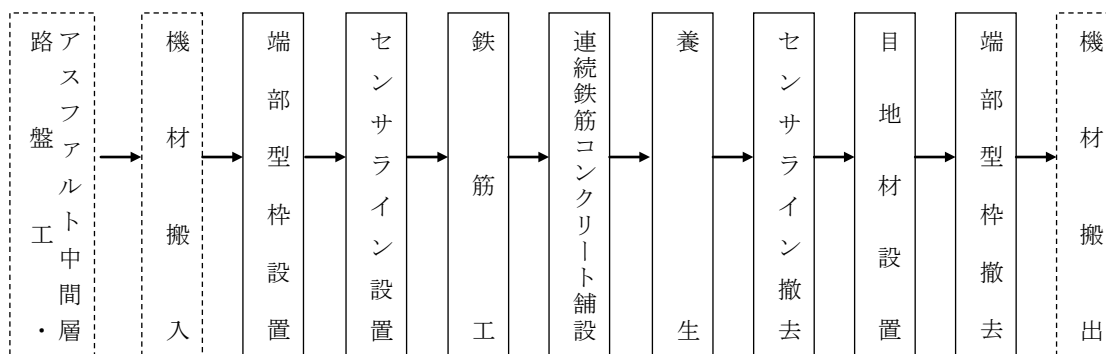 路盤工・
アスファルト中間層
機材搬入
端部型枠設置
センサライン設置
鉄筋工
連続鉄筋コンクリート舗設
養生
センサライン撤去
目地材設置
端部型枠撤去
機材搬出